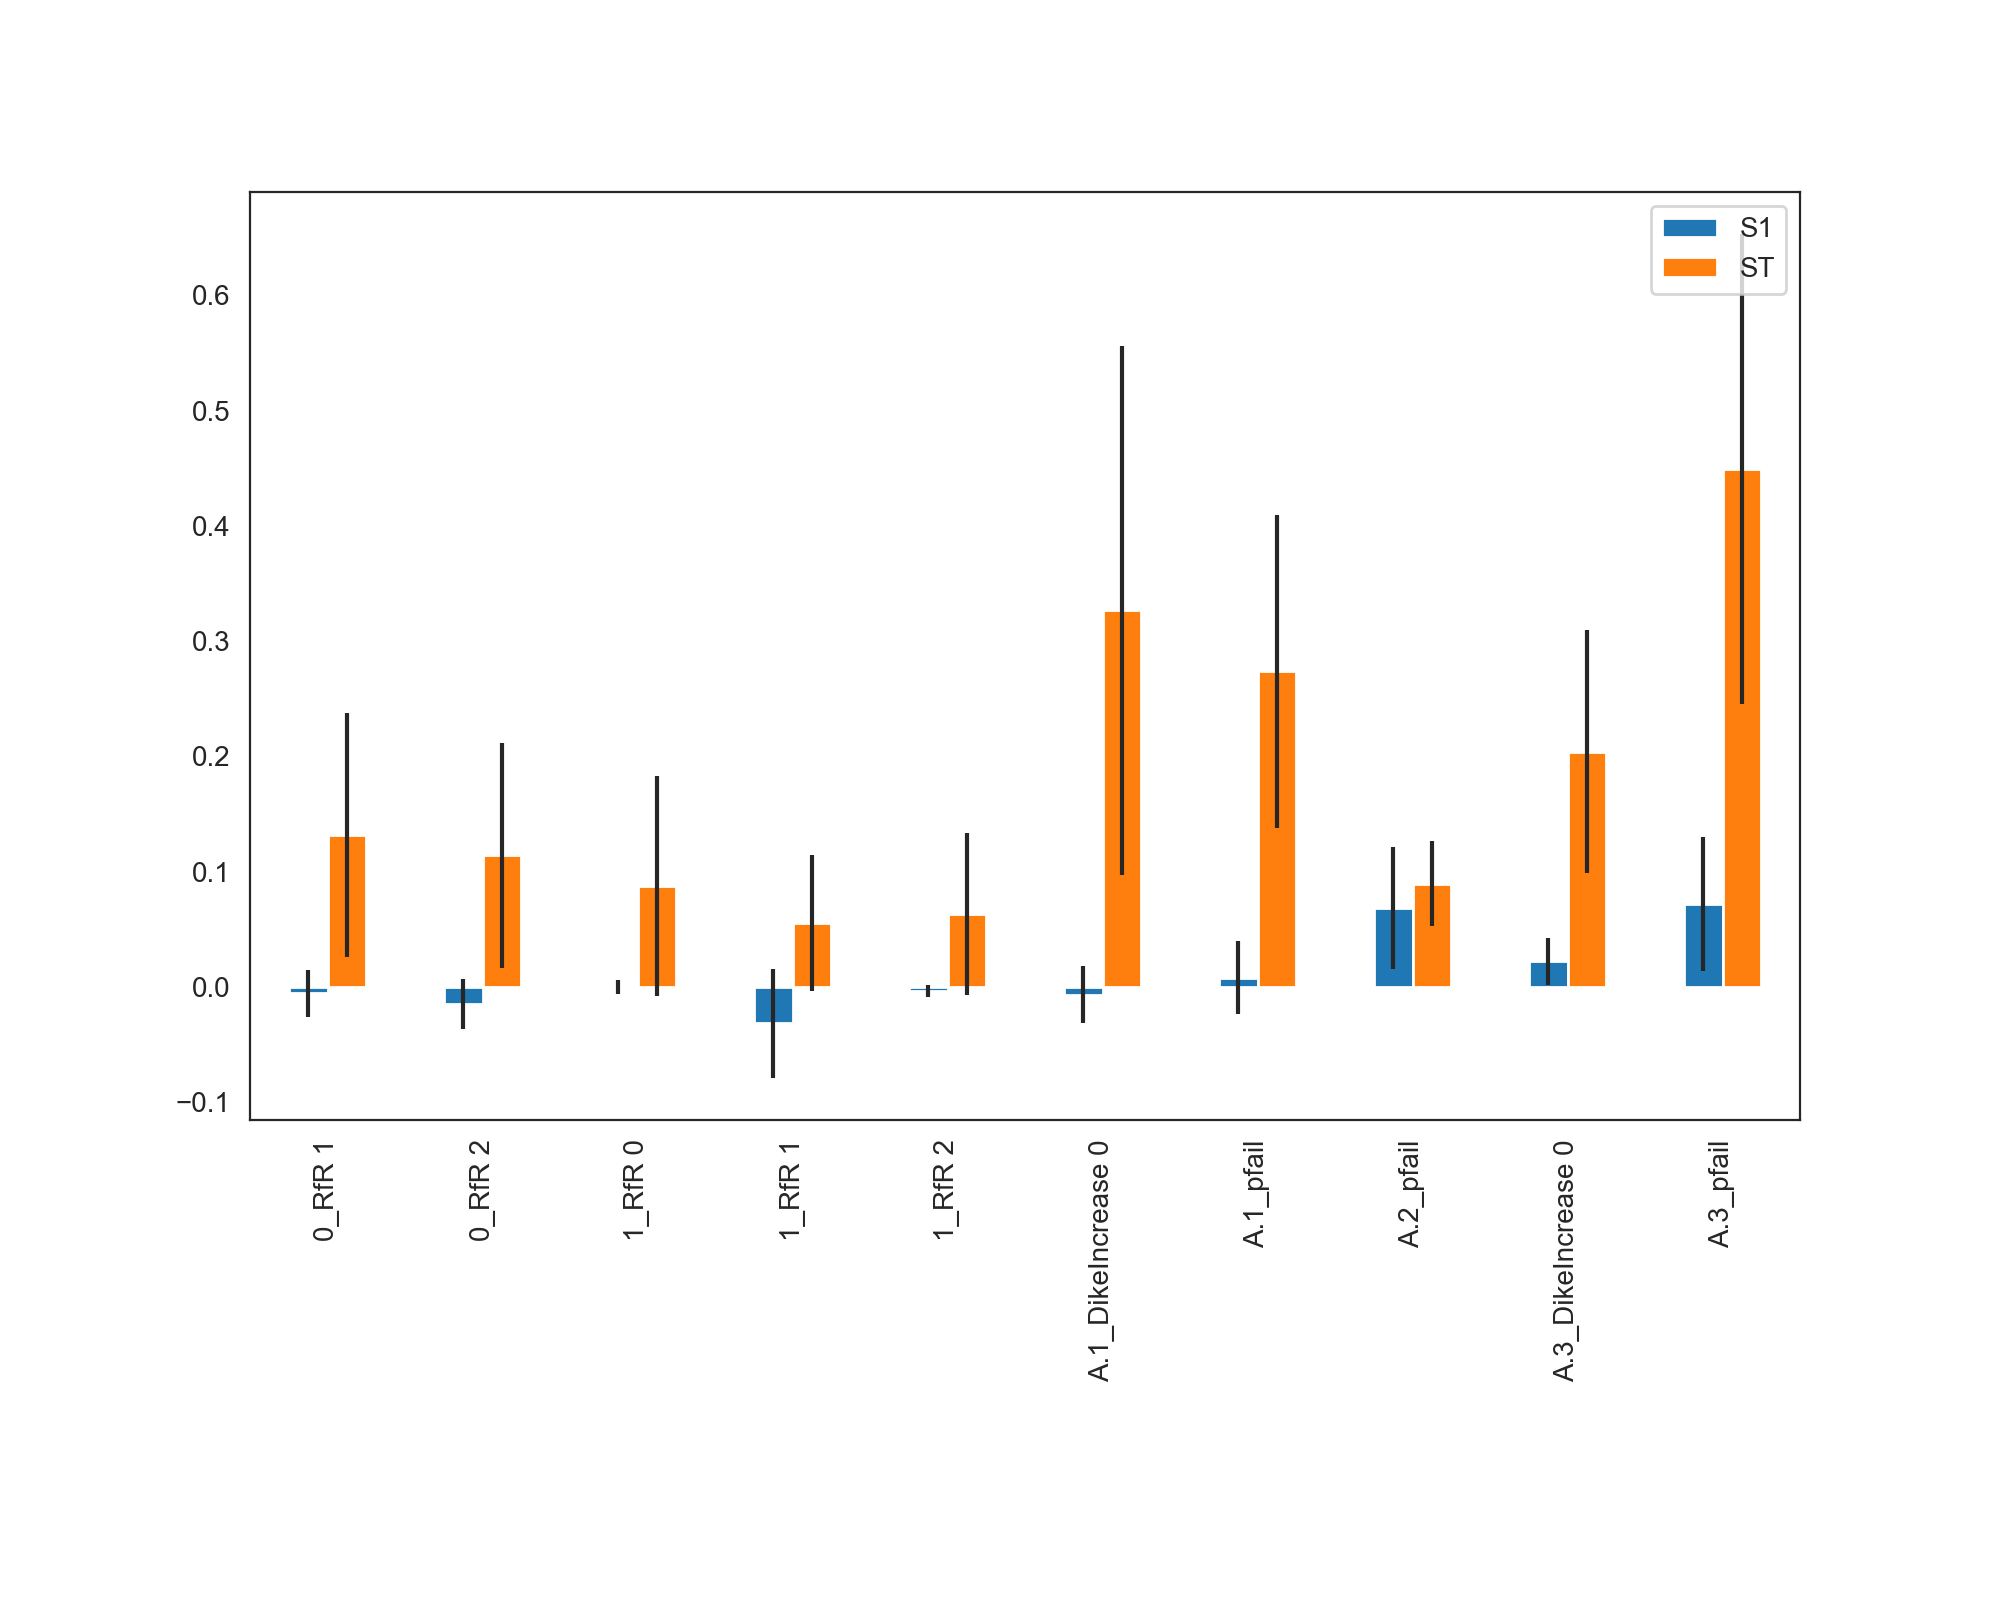 S1
ST
0.6
0.5
0.4
0.3
0.2
0.1
0.0
−0.1
0_RfR 1
0_RfR 2
1_RfR 0
1_RfR 1
1_RfR 2
A.1_DikeIncrease 0
A.1_pfail
A.2_pfail
A.3_DikeIncrease 0
A.3_pfail